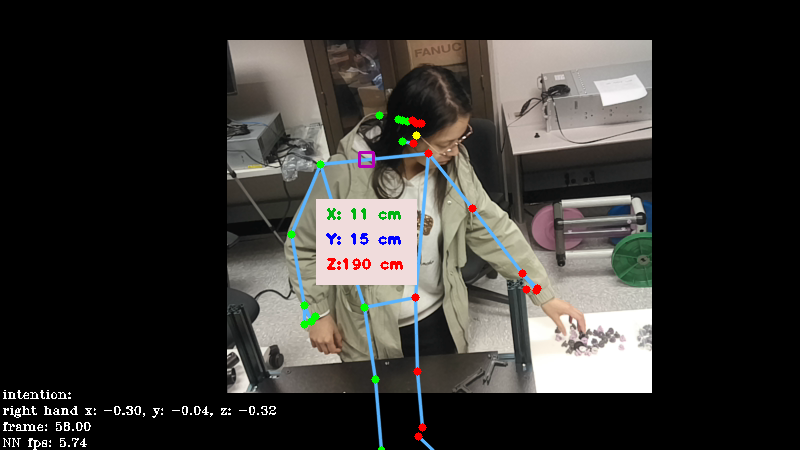 FANUC
X: 11 cm
Y: 15 cm
Z:190 cm
intention:
right hand x: -0.30, y: -0.04, z: -0.32
frame: 58.00
NN fps: 5.74